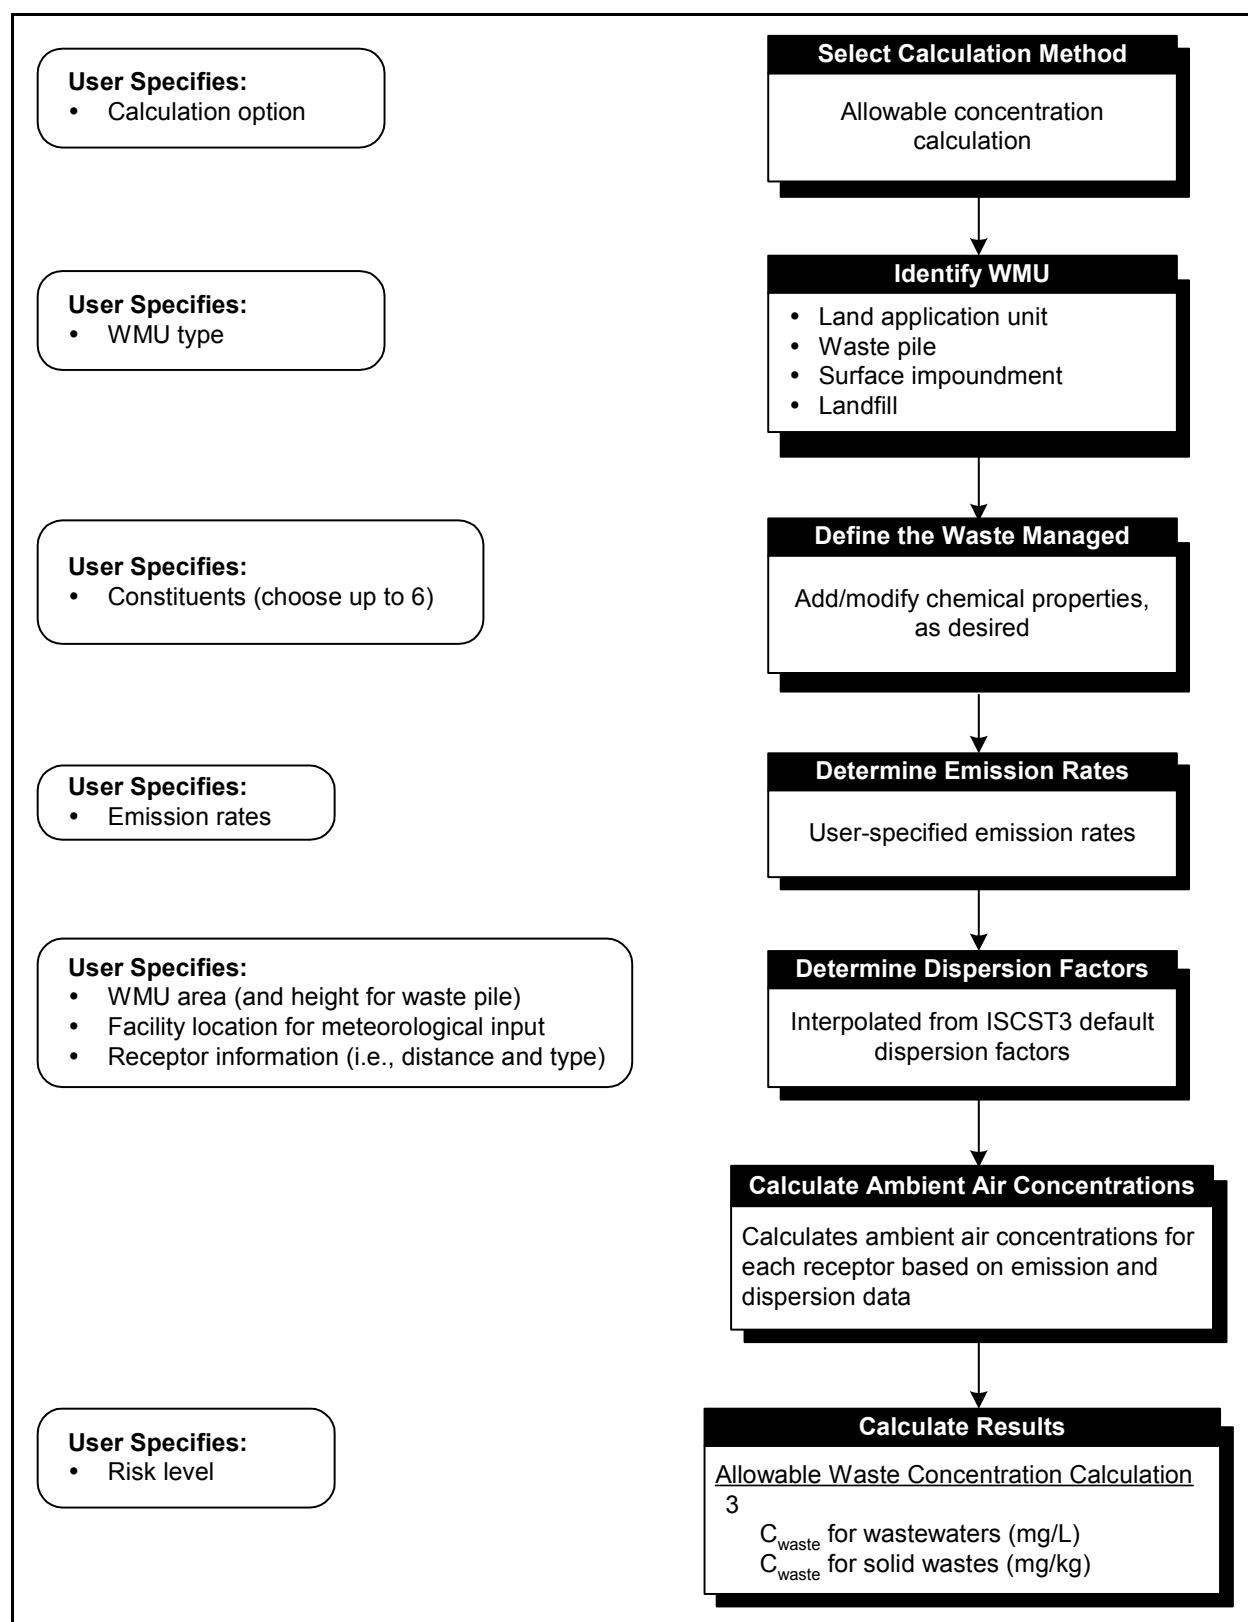 User Specifies:
• Calculation option
Select Calculation Method
Allowable concentration
calculation
User Specifies:
• WMU type
Identify WMU
• Land application unit
• Waste pile
• Surface impoundment
• Landfill
User Specifies:
• Constituents (choose up to 6)
Define the Waste Managed
Add/modify chemical properties,
as desired
User Specifies:
• Emission rates
Determine Emission Rates
User-specified emission rates
User Specifies:
• WMU area (and height for waste pile)
• Facility location for meteorological input
• Receptor information (i.e., distance and type)
Determine Dispersion Factors
Interpolated from ISCST3 default
dispersion factors
Calculate Ambient Air Concentrations
Calculates ambient air concentrations for
each receptor based on emission and
dispersion data
User Specifies:
• Risk level
Calculate Results
Allowable Waste Concentration Calculation
3
Cwaste for wastewaters (mg/L)
Cwaste for solid wastes (mg/kg)